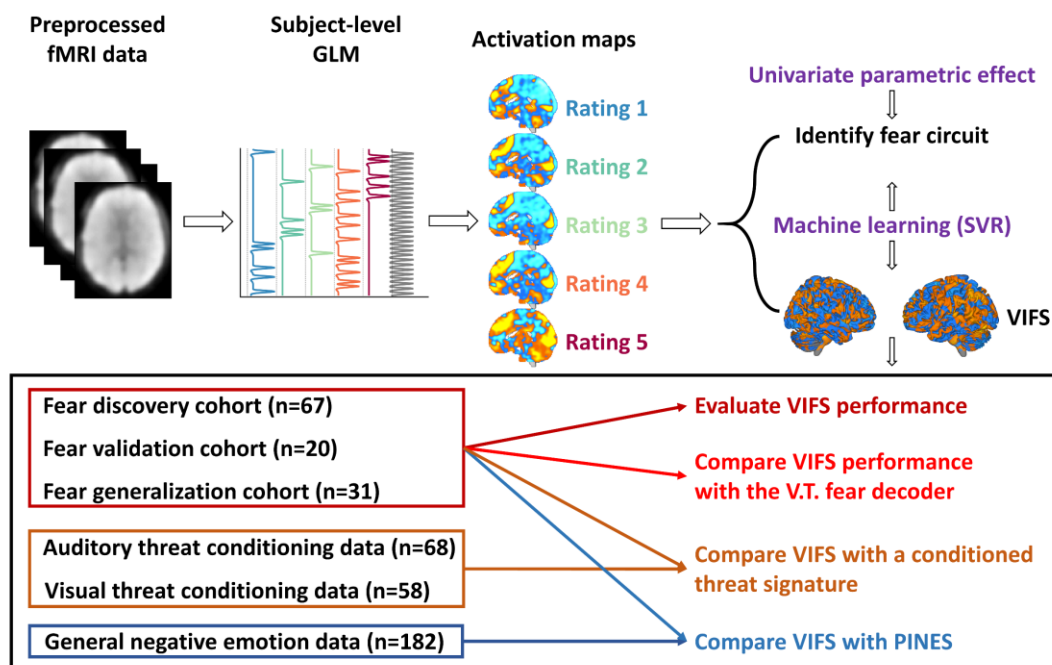 Preprocessed
fMRI data
Subject-level
GLM
Activation maps
Rating 1
Rating 2
Rating 3
Rating 4
Rating 5
Univariate parametric effect
Identify fear circuit
Machine learning (SVR)
VIFS
Fear discovery cohort (n=67)
Fear validation cohort (n=20)
Fear generalization cohort (n=31)
Auditory threat conditioning data (n=68)
Visual threat conditioning data (n=58)
General negative emotion data (n=182)
Evaluate VIFS performance
Compare VIFS performance
with the V.T. fear decoder
Compare VIFS with a conditioned
threat signature
Compare VIFS with PINES